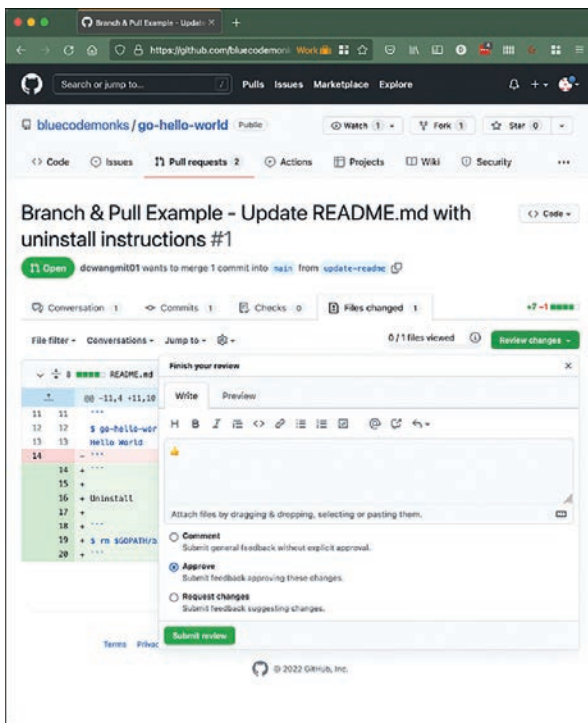 Branch & Pull Example - Update
https://github.com/bluecodemonk Work
Search or jump to... / Pulls Issues Marketplace Explore
bluecodemonks / go-hello-world Public Watch 1 Fork 1 Star 0
Code Issues Pull requests 2 Actions Projects Wiki Security
Branch & Pull Example - Update README.md with
uninstall instructions #1
Code
Open dcwangmit01 wants to merge 1 commit into main from update-readme
Conversation 1 Commits 1 Checks 0 Files changed 1 +7 −1
File filter Conversations Jump to 0 / 1 files viewed Review changes
8 README.md
@@ -11,4 +11,10
11 11 ```
12 12 $ go-hello-wor
13 13 Hello World
14 - ```
14 + ```
15 +
16 + Uninstall
17 +
18 + ```
19 + $ rm $GOPATH/
20 + ```
Finish your review
Write Preview
Attach files by dragging & dropping, selecting or pasting them.
Comment
Submit general feedback without explicit approval.
Approve
Submit feedback approving these changes.
Request changes
Submit feedback suggesting changes.
Submit review
Terms Privac
© 2022 GitHub, Inc.